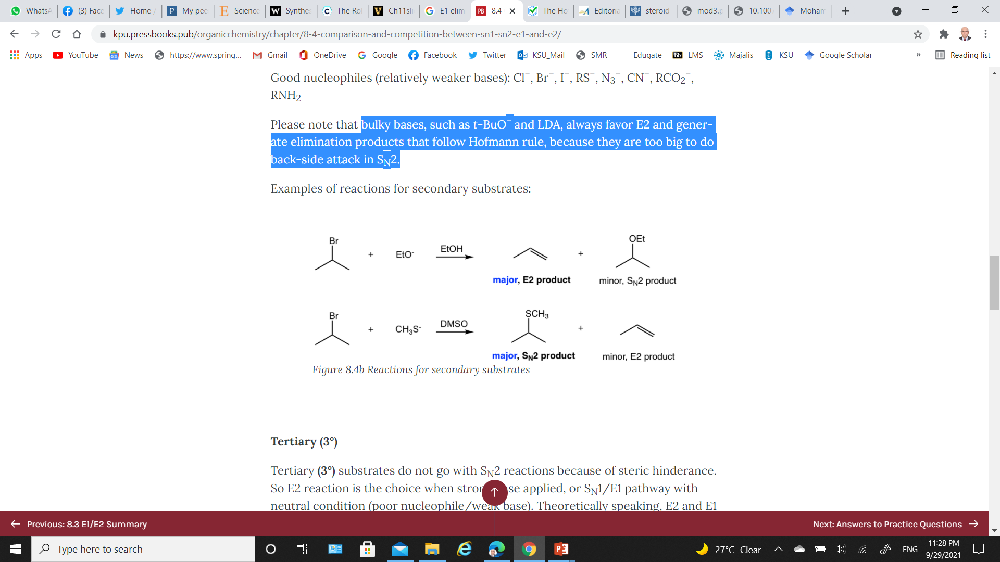 WhatsA (3) Face Home / My pee Science Synthes The Rol Ch11sli E1 elim 8.4 The Ho Editoria steroid mod3.p 10.1007 Moham
kpu.pressbooks.pub/organicchemistry/chapter/8-4-comparison-and-competition-between-sn1-sn2-e1-and-e2/
Apps YouTube News https://www.spring... Gmail OneDrive Google Facebook Twitter KSU_Mail SMR Edugate Bb LMS Majalis KSU Google Scholar » Reading list
Good nucleophiles (relatively weaker bases): Cl⁻, Br⁻, I⁻, RS⁻, N₃⁻, CN⁻, RCO₂⁻,
RNH₂
Please note that bulky bases, such as t-BuO⁻ and LDA, always favor E2 and gener-
ate elimination products that follow Hofmann rule, because they are too big to do
back-side attack in SN2.
Examples of reactions for secondary substrates:
Br + EtO⁻ EtOH + OEt
major, E2 product minor, SN2 product
Br + CH₃S⁻ DMSO SCH₃ +
major, SN2 product minor, E2 product
Figure 8.4b Reactions for secondary substrates
Tertiary (3°)
Tertiary (3°) substrates do not go with SN2 reactions because of steric hinderance.
So E2 reaction is the choice when stron se applied, or SN1/E1 pathway with
neutral condition (poor nucleophile/weak base). Theoretically speaking, E2 and E1
← Previous: 8.3 E1/E2 Summary Next: Answers to Practice Questions →
Type here to search 27°C Clear ENG 11:28 PM
9/29/2021